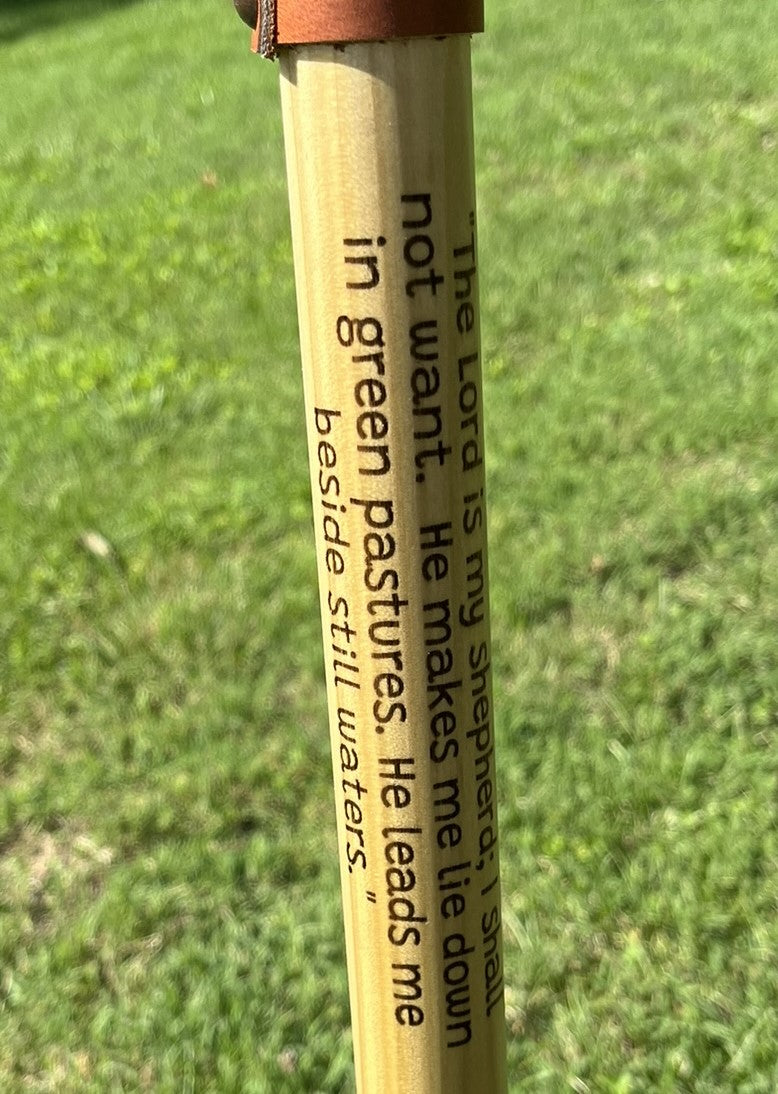 "The Lord is my shepherd; I shall
not want. He makes me lie down
in green pastures. He leads me
beside still waters."